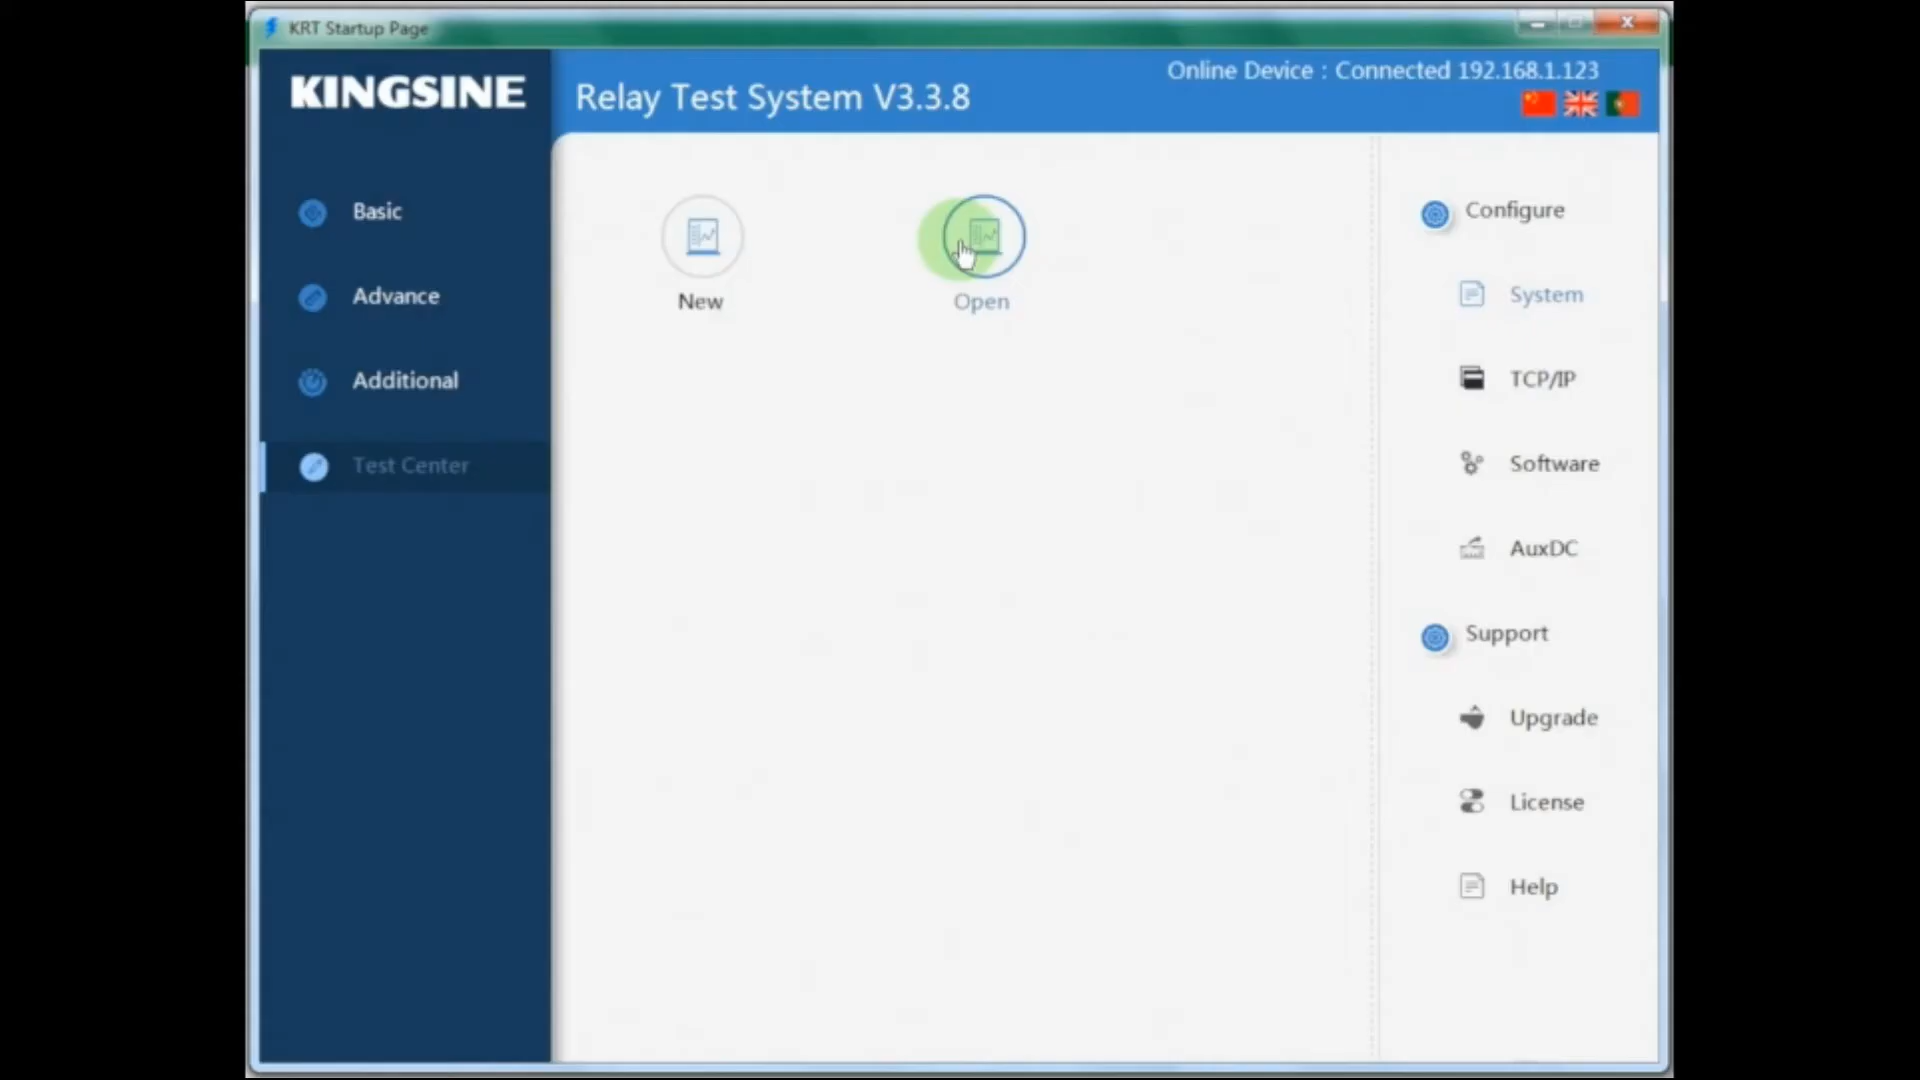 KRT Startup Page
KINGSINE
Relay Test System V3.3.8
Online Device : Connected 192.168.1.123
Basic
Advance
Additional
Test Center
New
Open
Configure
System
TCP/IP
Software
AuxDC
Support
Upgrade
License
Help